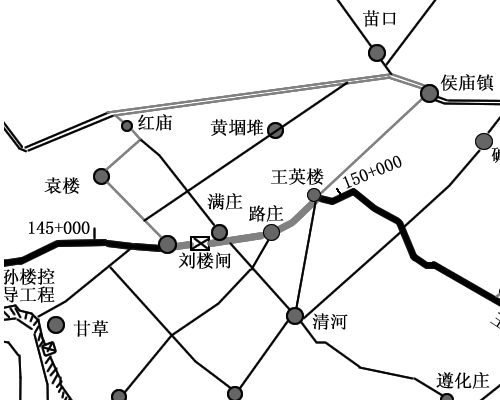 苗口
侯庙镇
红庙
黄堌堆
王英楼
150+000
袁楼
满庄
路庄
145+000
刘楼闸
孙楼控
导工程
甘草
清河
遵化庄